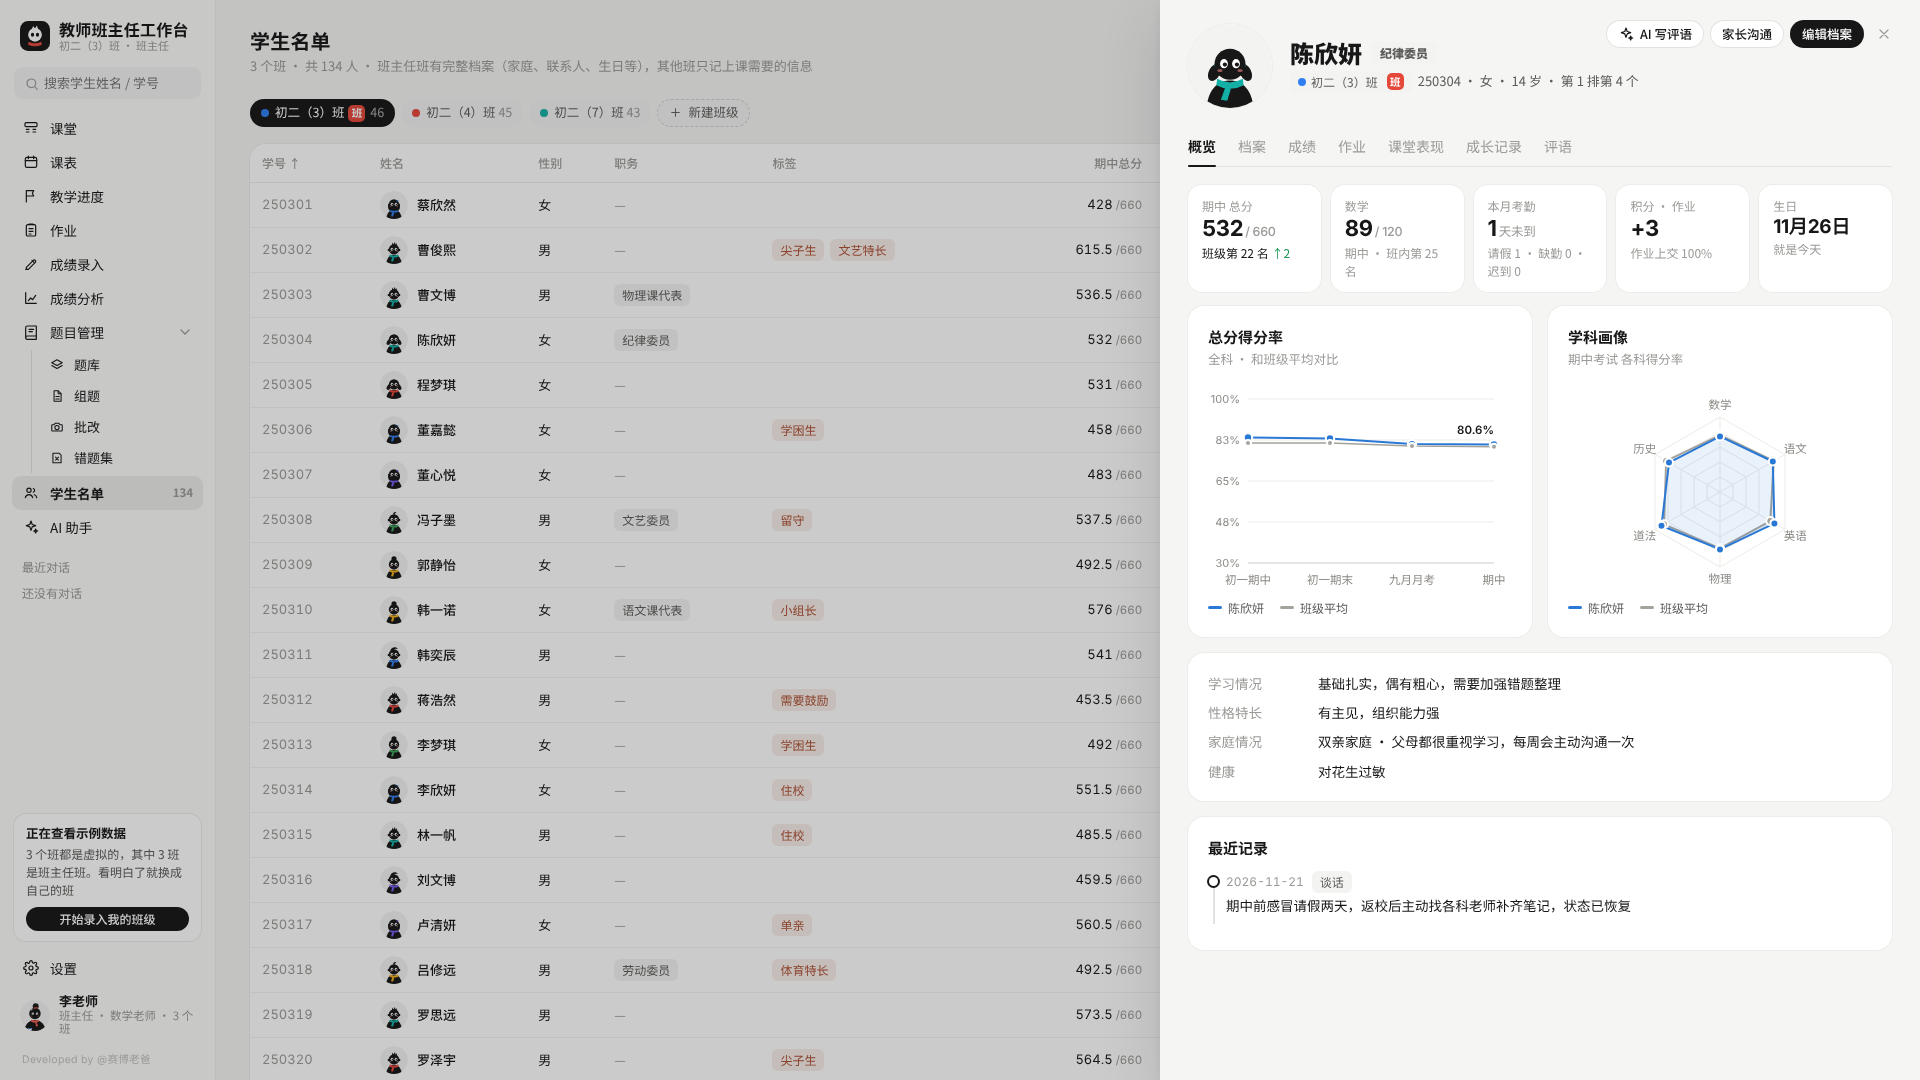 教师班主任工作台
初二（3）班 · 班主任
搜索学生姓名 / 学号
课堂
课表
教学进度
作业
成绩录入
成绩分析
题目管理
题库
组题
批改
错题集
学生名单 134
AI 助手
最近对话
还没有对话
正在查看示例数据
3 个班都是虚拟的，其中 3 班
是班主任班。看明白了就换成
自己的班
开始录入我的班级
设置
李老师
班主任 · 数学老师 · 3 个
班
Developed by @赛博老爸
学生名单
3 个班 · 共 134 人 · 班主任班有完整档案（家庭、联系人、生日等），其他班只记上课需要的信息
初二（3）班 班 46 初二（4）班 45 初二（7）班 43 ＋ 新建班级
学号 ↑ 姓名 性别 职务 标签 期中总分
250301 蔡欣然 女 — 428 /660
250302 曹俊熙 男 — 尖子生 文艺特长 615.5 /660
250303 曹文博 男 物理课代表 536.5 /660
250304 陈欣妍 女 纪律委员 532 /660
250305 程梦琪 女 — 531 /660
250306 董嘉懿 女 — 学困生 458 /660
250307 董心悦 女 — 483 /660
250308 冯子墨 男 文艺委员 留守 537.5 /660
250309 郭静怡 女 — 492.5 /660
250310 韩一诺 女 语文课代表 小组长 576 /660
250311 韩奕辰 男 — 541 /660
250312 蒋浩然 男 — 需要鼓励 453.5 /660
250313 李梦琪 女 — 学困生 492 /660
250314 李欣妍 女 — 住校 551.5 /660
250315 林一帆 男 — 住校 485.5 /660
250316 刘文博 男 — 459.5 /660
250317 卢清妍 女 — 单亲 560.5 /660
250318 吕修远 男 劳动委员 体育特长 492.5 /660
250319 罗思远 男 — 573.5 /660
250320 罗泽宇 男 — 尖子生 564.5 /660
AI 写评语 家长沟通 编辑档案
陈欣妍 纪律委员
初二（3）班 班 250304 · 女 · 14 岁 · 第 1 排第 4 个
概览 档案 成绩 作业 课堂表现 成长记录 评语
期中 总分
532 / 660
班级第 22 名 ↑2
数学
89 / 120
期中 · 班内第 25
名
本月考勤
1 天未到
请假 1 · 缺勤 0 ·
迟到 0
积分 · 作业
+3
作业上交 100%
生日
11月26日
就是今天
总分得分率
全科 · 和班级平均对比
100%
83%
65%
48%
30%
80.6%
初一期中 初一期末 九月月考 期中
陈欣妍 班级平均
学科画像
期中考试 各科得分率
数学
语文
英语
物理
道法
历史
陈欣妍 班级平均
学习情况 基础扎实，偶有粗心，需要加强错题整理
性格特长 有主见，组织能力强
家庭情况 双亲家庭 · 父母都很重视学习，每周会主动沟通一次
健康 对花生过敏
最近记录
2026-11-21 谈话
期中前感冒请假两天，返校后主动找各科老师补齐笔记，状态已恢复